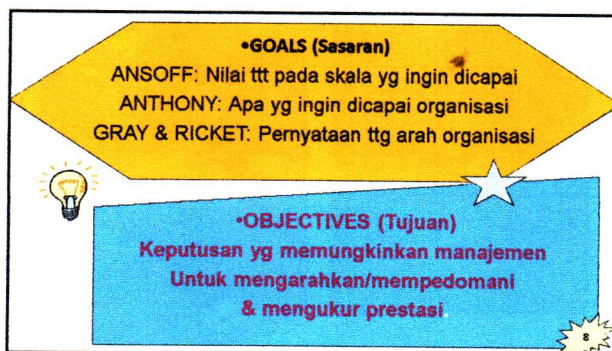 •GOALS (Sasaran)
ANSOFF: Nilai ttt pada skala yg ingin dicapai
ANTHONY: Apa yg ingin dicapai organisasi
GRAY & RICKET: Pernyataan ttg arah organisasi
•OBJECTIVES (Tujuan)
Keputusan yg memungkinkan manajemen
Untuk mengarahkan/mempedomani
& mengukur prestasi
8